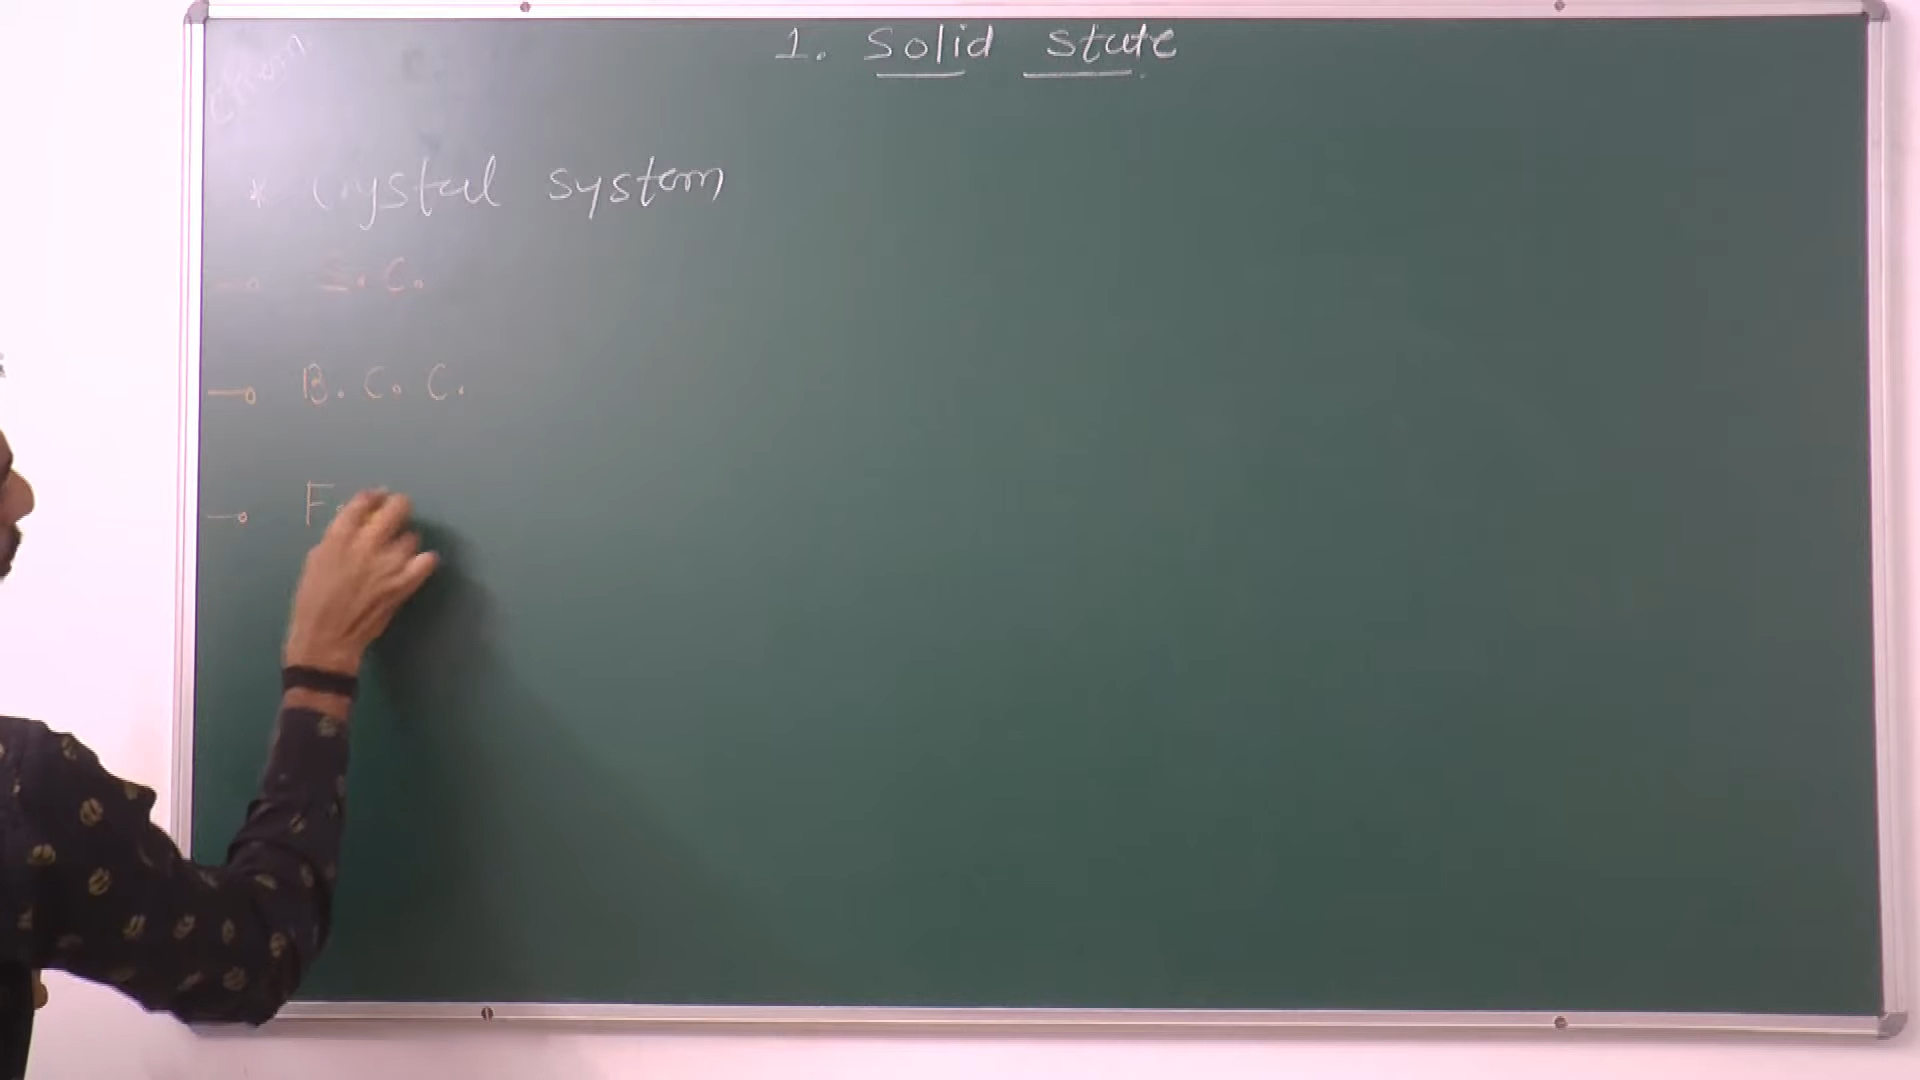 1. Solid state
* Crystal system
S.C.
B.C.C.
F.